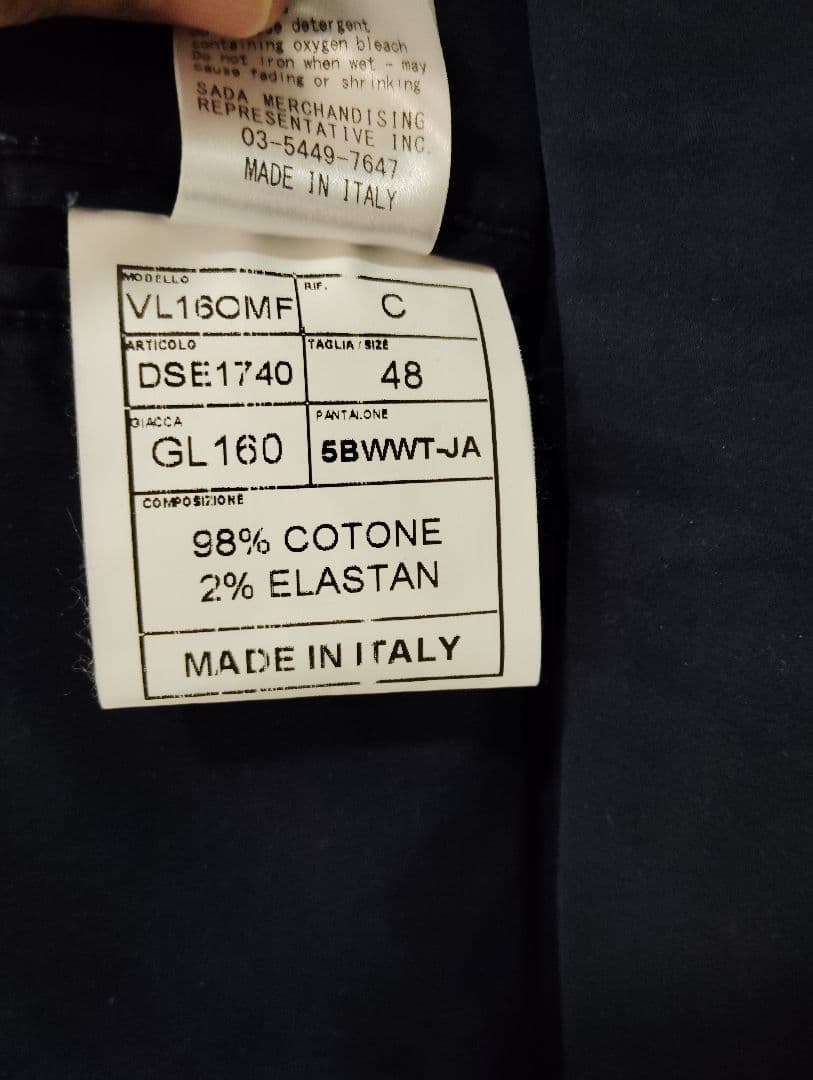 detergent
containing oxygen bleach
Do not iron when wet - may
cause fading or shrinking
SADA MERCHANDISING
REPRESENTATIVE INC.
03-5449-7647
MADE IN ITALY
MODELLO
VL160MF
RIF.
C
ARTICOLO
DSE1740
TAGLIA / SIZE
48
GIACCA
GL160
PANTALONE
5BWWT-JA
COMPOSIZIONE
98% COTONE
2% ELASTAN
MADE IN ITALY